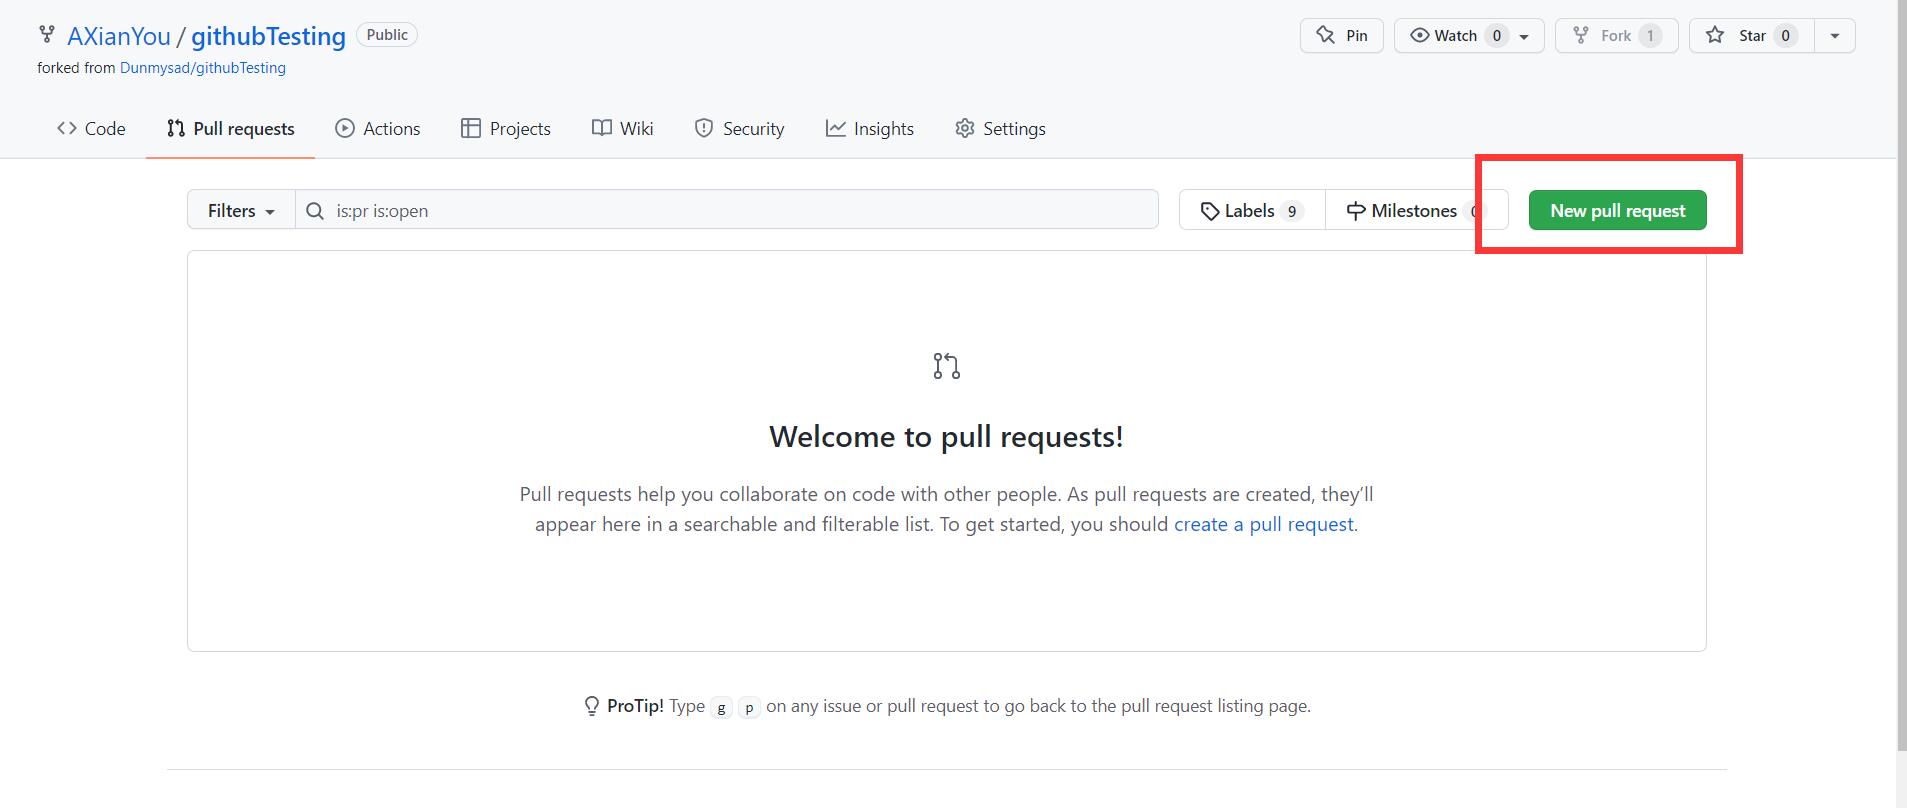 AXianYou / githubTesting Public
Pin Watch 0 Fork 1 Star 0
forked from Dunmysad/githubTesting
Code Pull requests Actions Projects Wiki Security Insights Settings
Filters is:pr is:open Labels 9 Milestones 0 New pull request
Welcome to pull requests!
Pull requests help you collaborate on code with other people. As pull requests are created, they’ll
appear here in a searchable and filterable list. To get started, you should create a pull request.
ProTip! Type g p on any issue or pull request to go back to the pull request listing page.